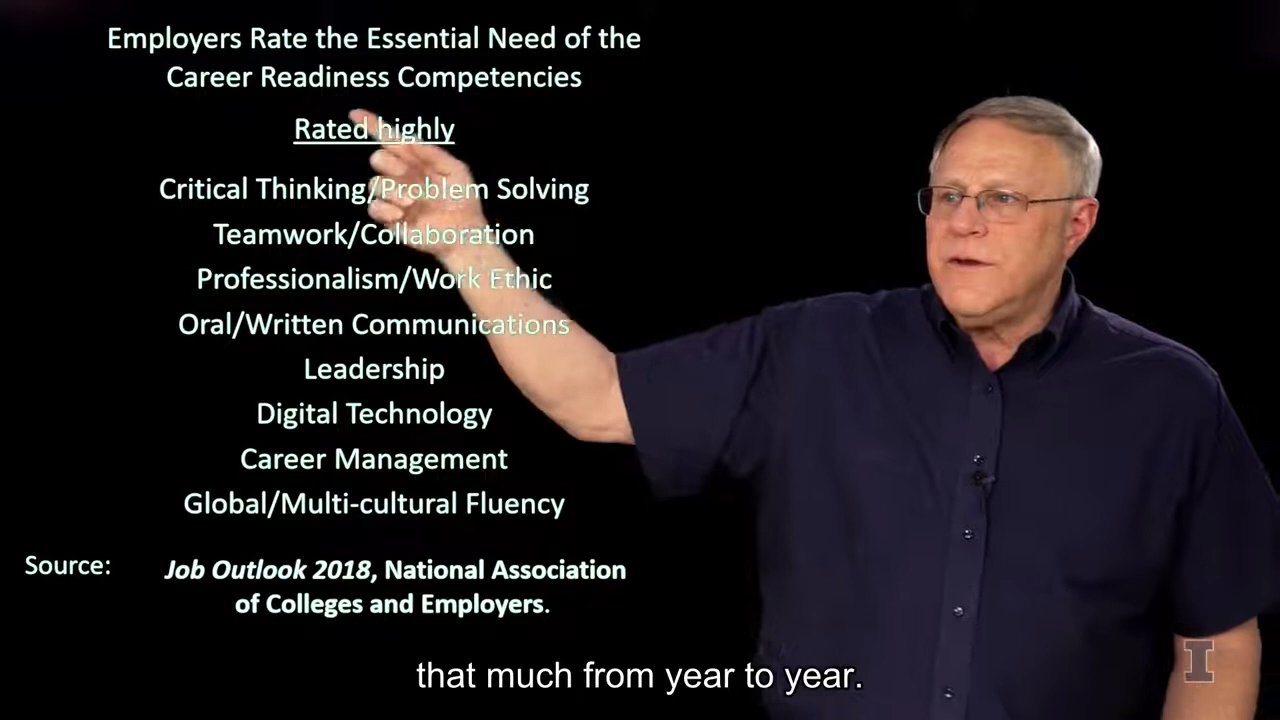 Employers Rate the Essential Need of the
Career Readiness Competencies
Rated highly
Critical Thinking/Problem Solving
Teamwork/Collaboration
Professionalism/Work Ethic
Oral/Written Communications
Leadership
Digital Technology
Career Management
Global/Multi-cultural Fluency
Source:
Job Outlook 2018, National Association
of Colleges and Employers.
I
that much from year to year.